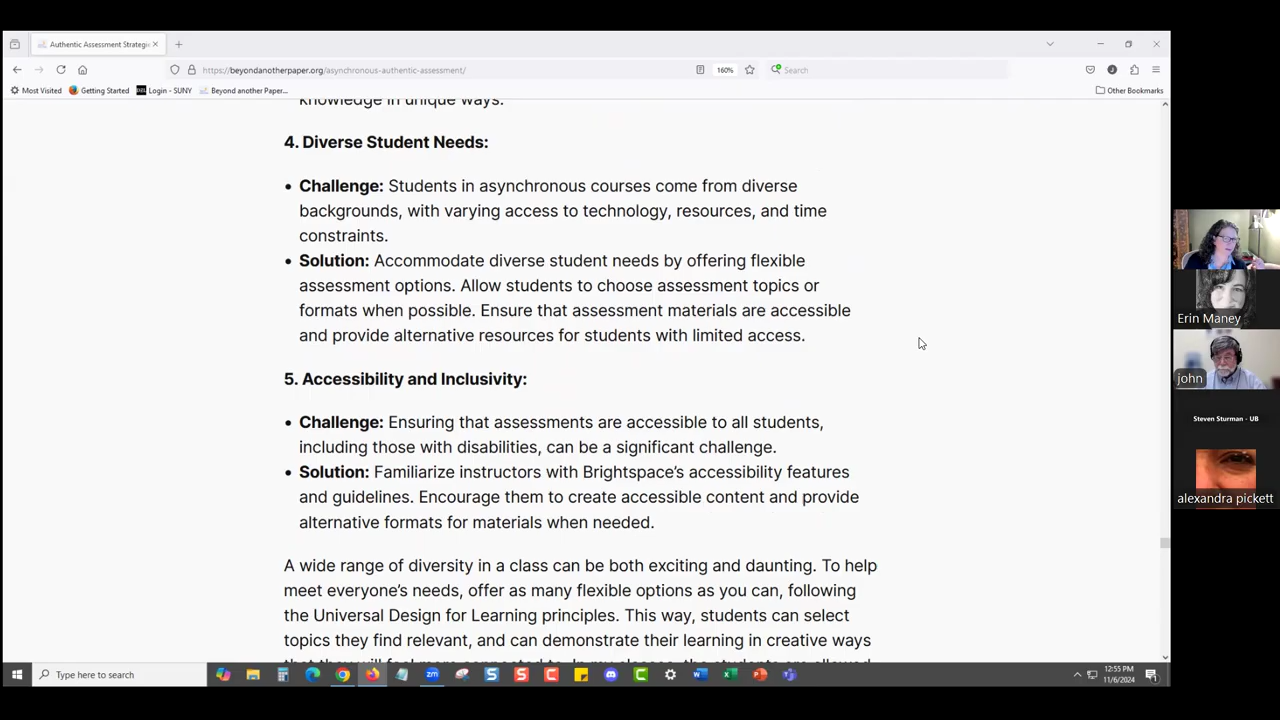 Authentic Assessment Strategie
https://beyondanotherpaper.org/asynchronous-authentic-assessment/
160%
Search
Most Visited
Getting Started
Login - SUNY
Beyond another Paper...
Other Bookmarks
knowledge in unique ways.
4. Diverse Student Needs:
• Challenge: Students in asynchronous courses come from diverse
backgrounds, with varying access to technology, resources, and time
constraints.
• Solution: Accommodate diverse student needs by offering flexible
assessment options. Allow students to choose assessment topics or
formats when possible. Ensure that assessment materials are accessible
and provide alternative resources for students with limited access.
5. Accessibility and Inclusivity:
• Challenge: Ensuring that assessments are accessible to all students,
including those with disabilities, can be a significant challenge.
• Solution: Familiarize instructors with Brightspace's accessibility features
and guidelines. Encourage them to create accessible content and provide
alternative formats for materials when needed.
A wide range of diversity in a class can be both exciting and daunting. To help
meet everyone's needs, offer as many flexible options as you can, following
the Universal Design for Learning principles. This way, students can select
topics they find relevant, and can demonstrate their learning in creative ways
Erin Maney
john
Steven Sturman - UB
alexandra pickett
Type here to search
12:55 PM
11/6/2024